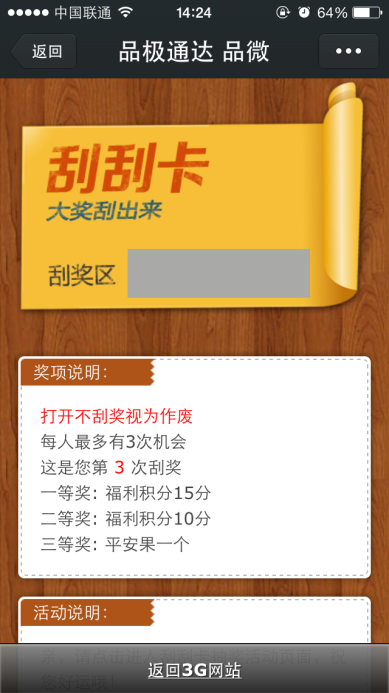 中国联通 14:24 64%
返回 品极通达 品微
刮刮卡
大奖刮出来
刮奖区
奖项说明：
打开不刮奖视为作废
每人最多有3次机会
这是您第 3 次刮奖
一等奖: 福利积分15分
二等奖: 福利积分10分
三等奖: 平安果一个
活动说明：
返回3G网站